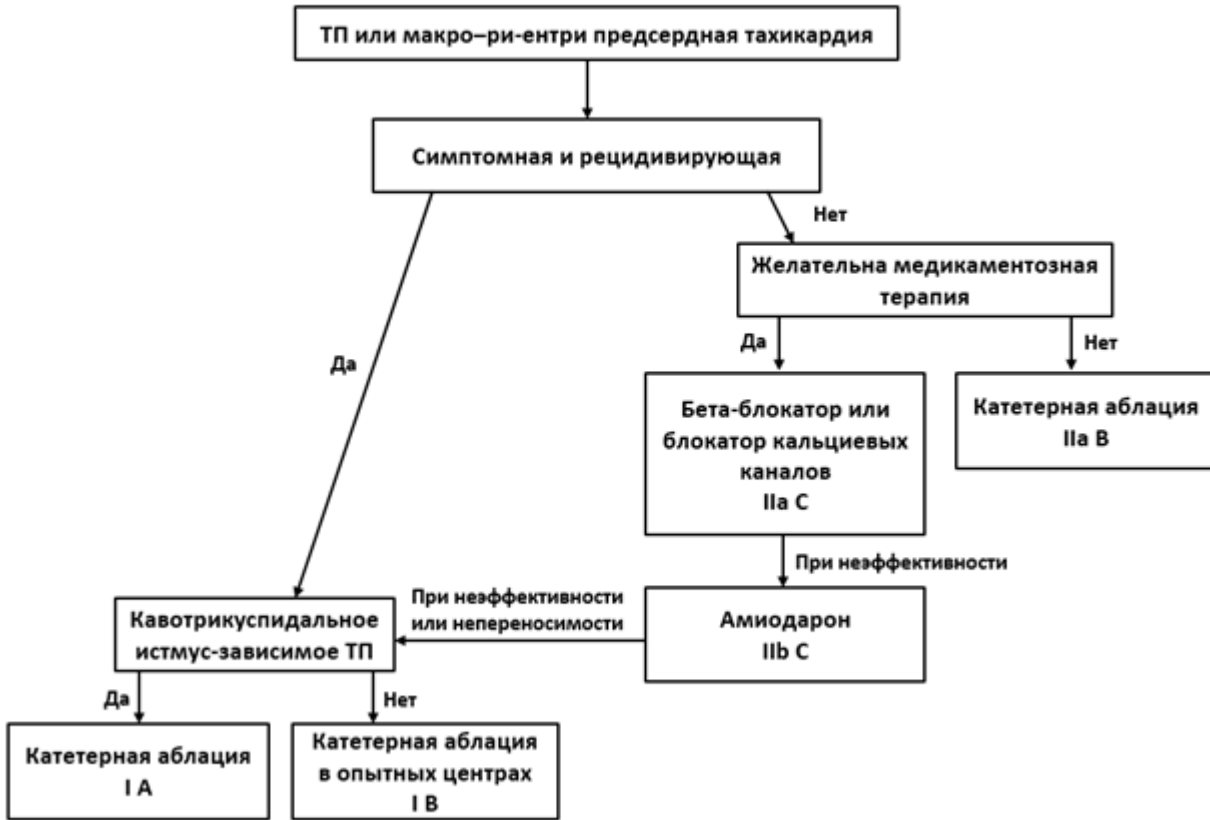 ТП или макро–ри-ентри предсердная тахикардия
Симптомная и рецидивирующая
Нет
Желательна медикаментозная
терапия
Да
Да
Нет
Бета-блокатор или
блокатор кальциевых
каналов
IIa C
Катетерная аблация
IIa B
При неэффективности
Амиодарон
IIb C
При неэффективности
или непереносимости
Кавотрикуспидальное
истмус-зависимое ТП
Да
Нет
Катетерная аблация
I A
Катетерная аблация
в опытных центрах
I B